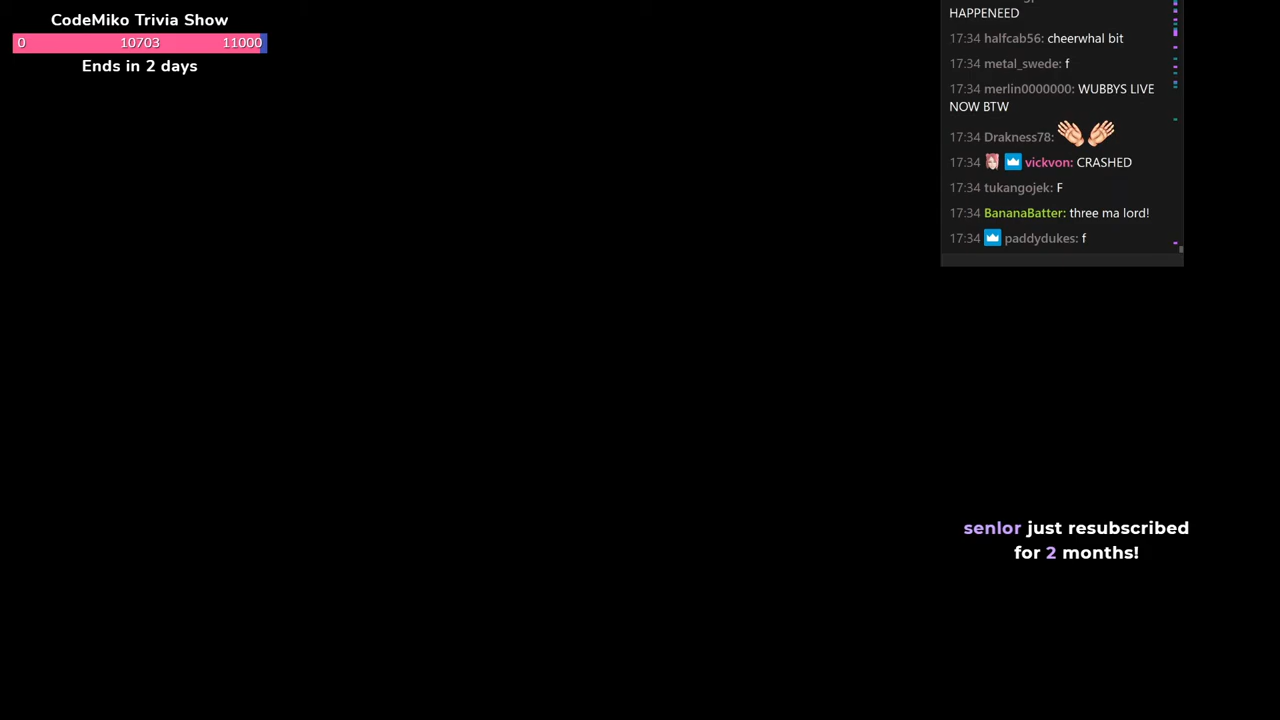 CodeMiko Trivia Show
0 10703 11000
Ends in 2 days
HAPPENEED
17:34 halfcab56: cheerwhal bit
17:34 metal_swede: f
17:34 merlin0000000: WUBBYS LIVE
NOW BTW
17:34 Drakness78:
17:34 vickvon: CRASHED
17:34 tukangojek: F
17:34 BananaBatter: three ma lord!
17:34 paddydukes: f
senlor just resubscribed
for 2 months!